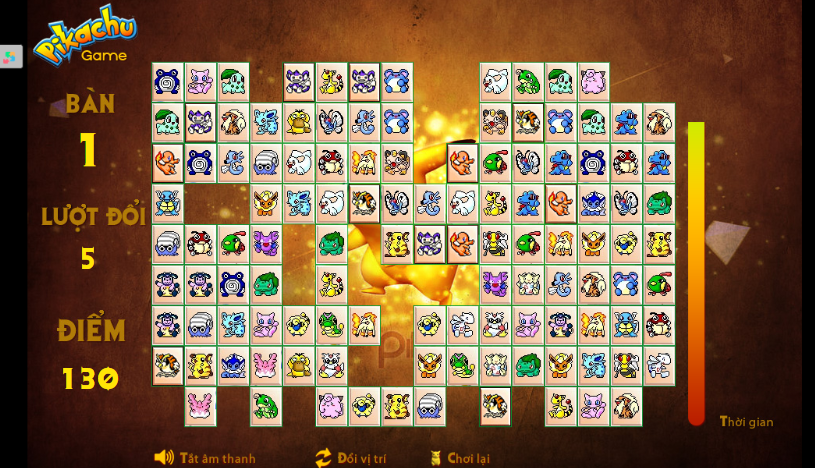 Pikachu
Game
BÀN
1
LƯỢT ĐỔI
5
ĐIỂM
130
Thời gian
Tắt âm thanh
Đổi vị trí
Chơi lại